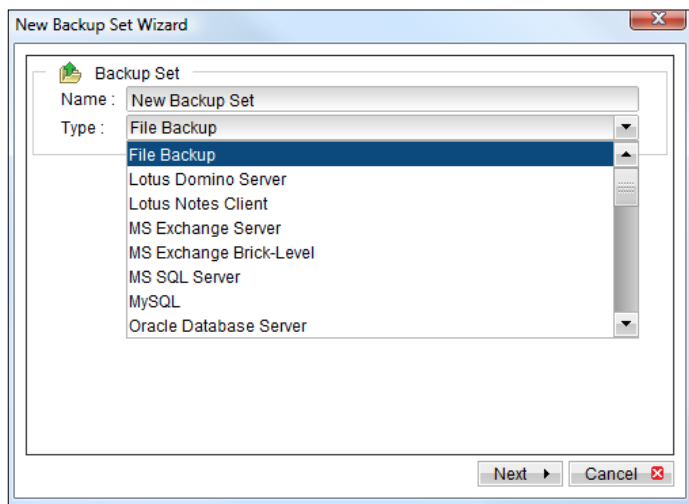 New Backup Set Wizard
Backup Set
Name : New Backup Set
Type : File Backup
File Backup
Lotus Domino Server
Lotus Notes Client
MS Exchange Server
MS Exchange Brick-Level
MS SQL Server
MySQL
Oracle Database Server
Next Cancel